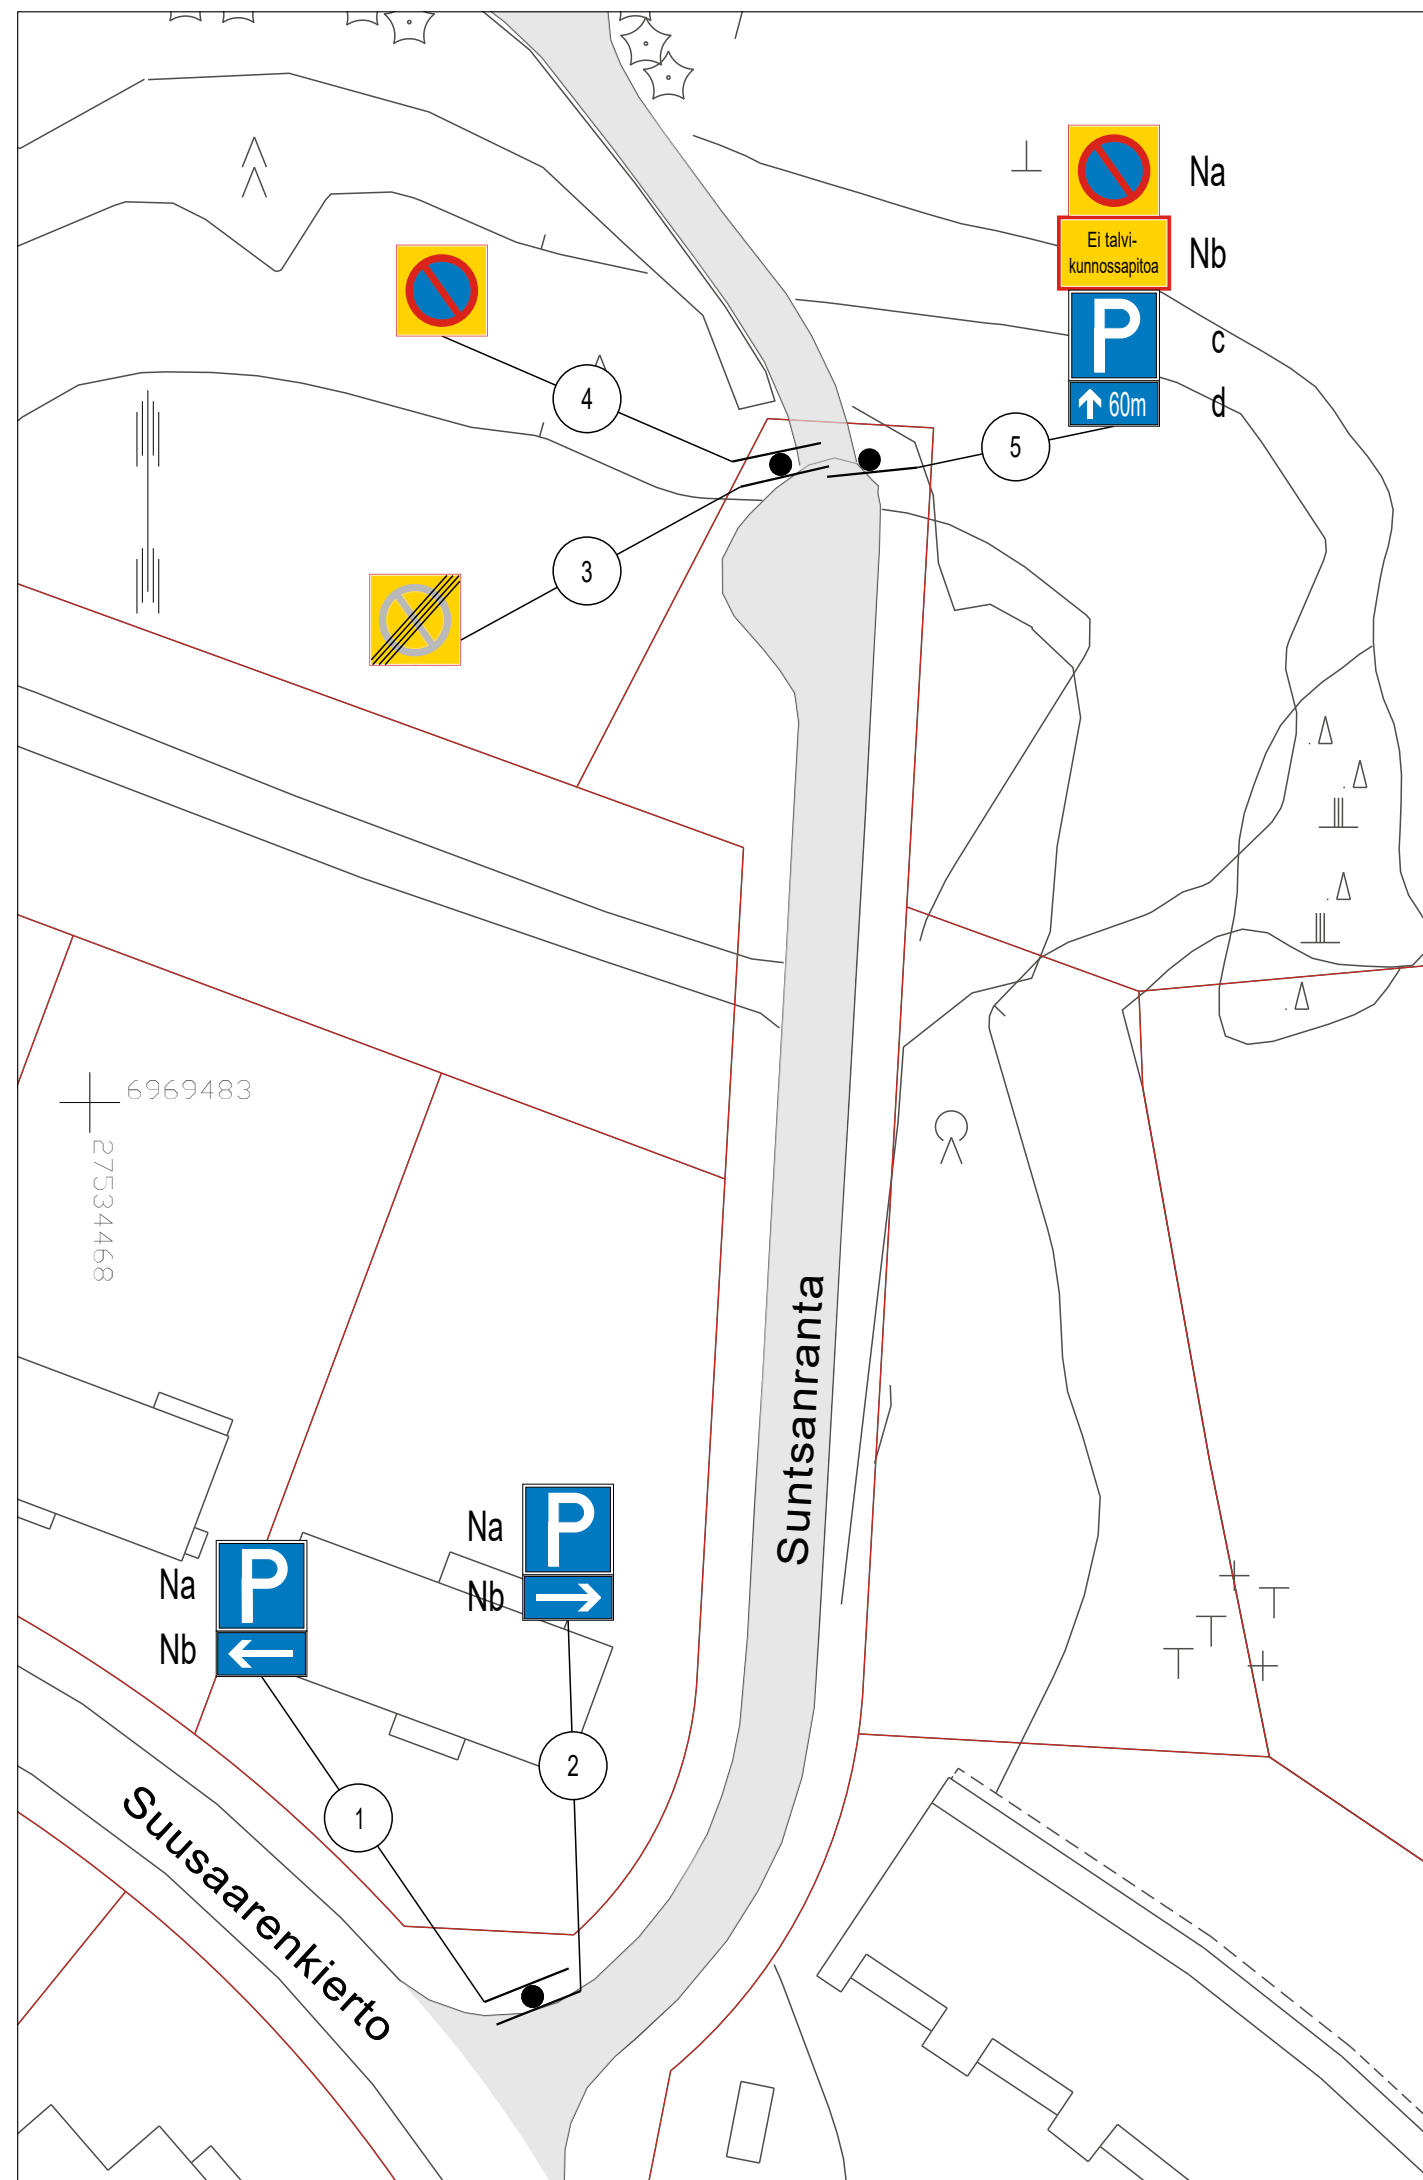 Na
Ei talvi-
kunnossapitoa
Nb
P
c
60m
d
4
5
3
6969483
27534468
Suntsanranta
Na
P
Nb
Na
P
Nb
2
1
Suusaarenkierto